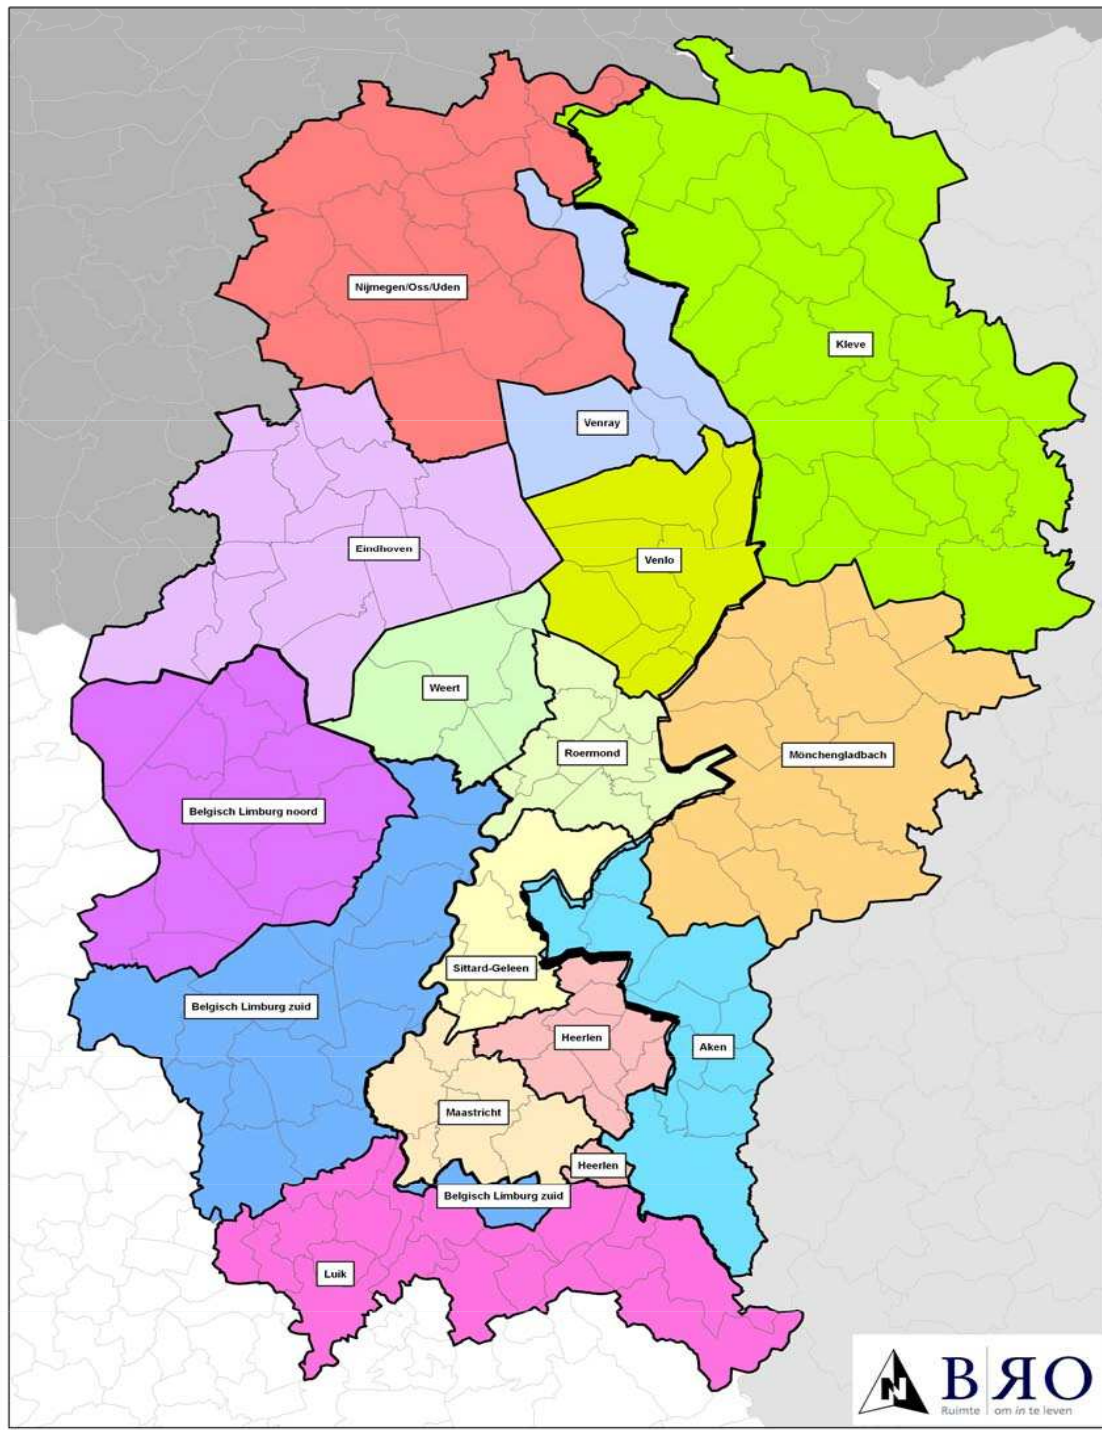 Nijmegen/Oss/Uden
Kleve
Venray
Eindhoven
Venlo
Weert
Roermond
Mönchengladbach
Belgisch Limburg noord
Sittard-Geleen
Belgisch Limburg zuid
Heerlen
Aken
Maastricht
Heerlen
Belgisch Limburg zuid
Luik
N
BRO
Ruimte om in te leven